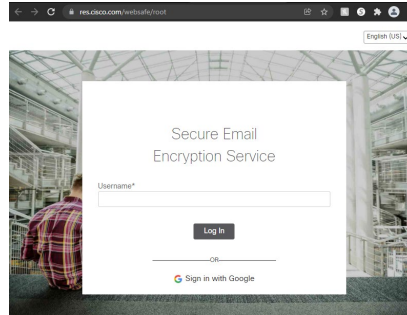 res.cisco.com/websafe/root
English (US)
Secure Email
Encryption Service
Username*
Log In
OR
Sign in with Google